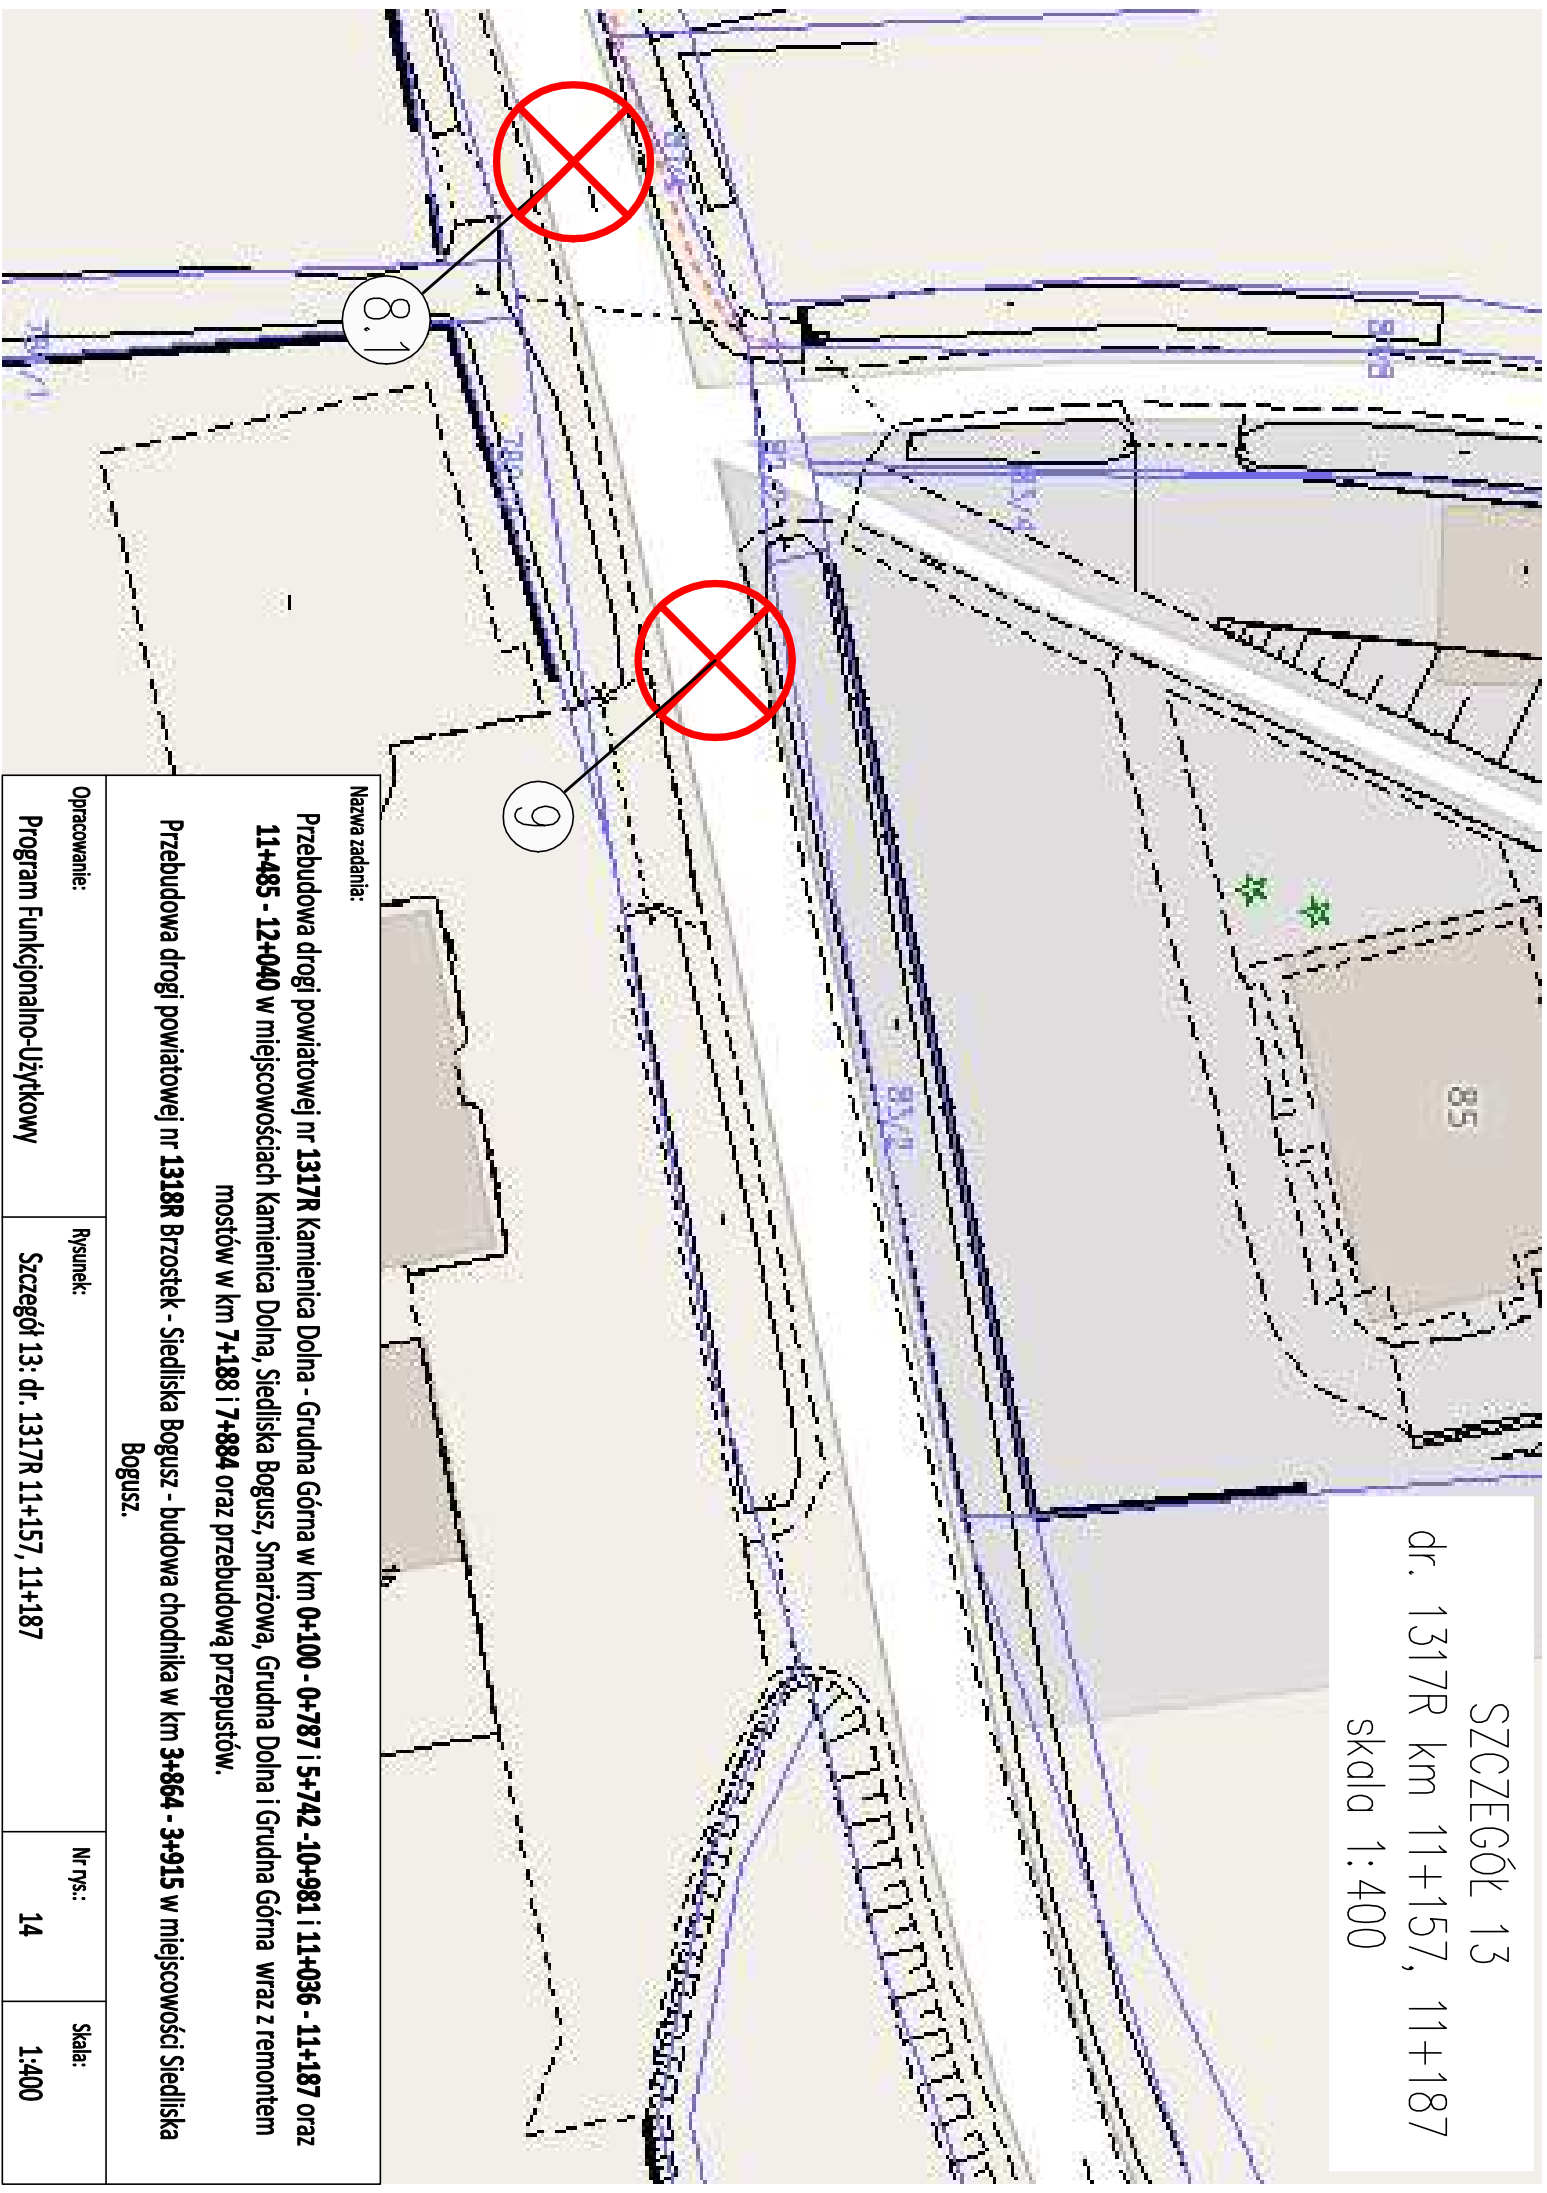 SZCZEGÓŁ 13
dr. 1317R km 11+157, 11+187
skala 1:400
85
8.1
9
81/4
81/2
Nazwa zadania:
Przebudowa drogi powiatowej nr 1317R Kamienica Dolna - Grudna Górna w km 0+100 - 0+787 i 5+742 -10+981 i 11+036 - 11+187 oraz
11+485 - 12+040 w miejscowościach Kamienica Dolna, Siedliska Bogusz, Smarżowa, Grudna Dolna i Grudna Górna wraz z remontem
mostów w km 7+188 i 7+884 oraz przebudową przepustów.
Przebudowa drogi powiatowej nr 1318R Brzostek - Siedliska Bogusz - budowa chodnika w km 3+864 - 3+915 w miejscowości Siedliska
Bogusz.
Opracowanie:
Program Funkcjonalno-Użytkowy
Rysunek:
Szczegół 13: dr. 1317R 11+157, 11+187
Nr rys.:
14
Skala:
1:400